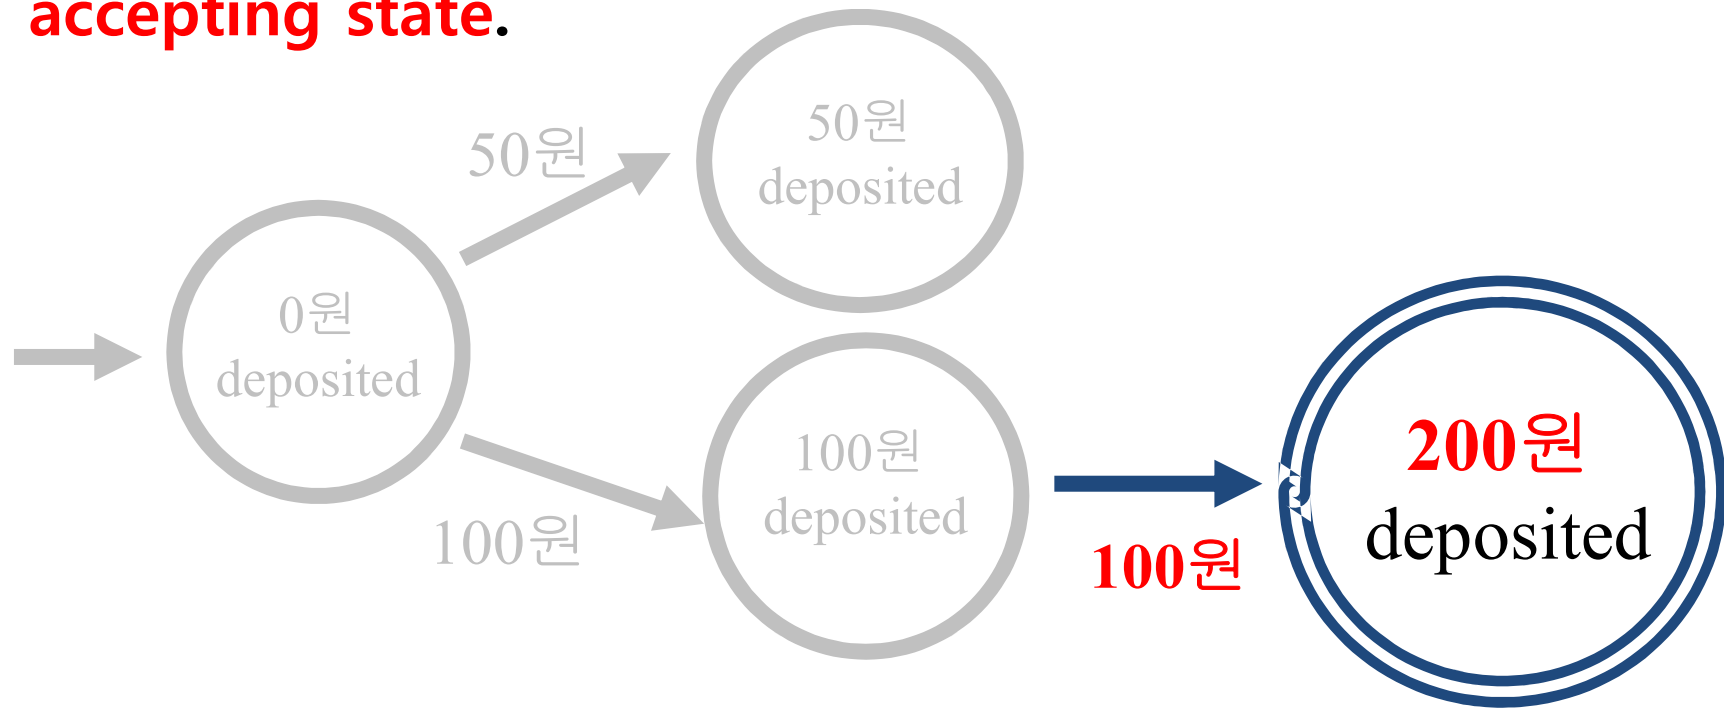 accepting state.
50원
50원
deposited
0원
deposited
100원
100원
deposited
100원
200원
deposited